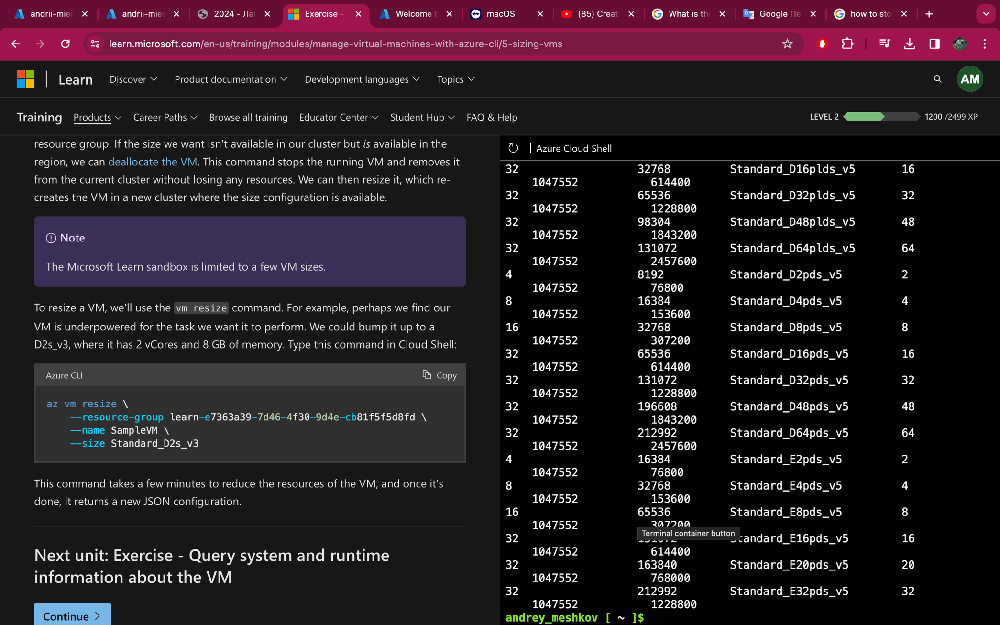 andrii-mies
andrii-mies
2024 - Лаб
Exercise -
Welcome t
macOS
(85) Creati
What is the
Google Пе
how to sto
learn.microsoft.com/en-us/training/modules/manage-virtual-machines-with-azure-cli/5-sizing-vms
Learn
Discover
Product documentation
Development languages
Topics
AM
Training
Products
Career Paths
Browse all training
Educator Center
Student Hub
FAQ & Help
LEVEL 2
1200 /2499 XP
resource group. If the size we want isn't available in our cluster but is available in the
region, we can deallocate the VM. This command stops the running VM and removes it
from the current cluster without losing any resources. We can then resize it, which re-
creates the VM in a new cluster where the size configuration is available.
Note
The Microsoft Learn sandbox is limited to a few VM sizes.
To resize a VM, we'll use the vm resize command. For example, perhaps we find our
VM is underpowered for the task we want it to perform. We could bump it up to a
D2s_v3, where it has 2 vCores and 8 GB of memory. Type this command in Cloud Shell:
Azure CLI
Copy
az vm resize \
--resource-group learn-e7363a39-7d46-4f30-9d4e-cb81f5f5d8fd \
--name SampleVM \
--size Standard_D2s_v3
This command takes a few minutes to reduce the resources of the VM, and once it's
done, it returns a new JSON configuration.
Next unit: Exercise - Query system and runtime
information about the VM
Continue
| Azure Cloud Shell
32 32768 Standard_D16plds_v5 16
1047552 614400
32 65536 Standard_D32plds_v5 32
1047552 1228800
32 98304 Standard_D48plds_v5 48
1047552 1843200
32 131072 Standard_D64plds_v5 64
1047552 2457600
4 8192 Standard_D2pds_v5 2
1047552 76800
8 16384 Standard_D4pds_v5 4
1047552 153600
16 32768 Standard_D8pds_v5 8
1047552 307200
32 65536 Standard_D16pds_v5 16
1047552 614400
32 131072 Standard_D32pds_v5 32
1047552 1228800
32 196608 Standard_D48pds_v5 48
1047552 1843200
32 212992 Standard_D64pds_v5 64
1047552 2457600
4 16384 Standard_E2pds_v5 2
1047552 76800
8 32768 Standard_E4pds_v5 4
1047552 153600
16 65536 Standard_E8pds_v5 8
1047552 307200
Terminal container button
32 131072 Standard_E16pds_v5 16
1047552 614400
32 163840 Standard_E20pds_v5 20
1047552 768000
32 212992 Standard_E32pds_v5 32
1047552 1228800
andrey_meshkov [ ~ ]$